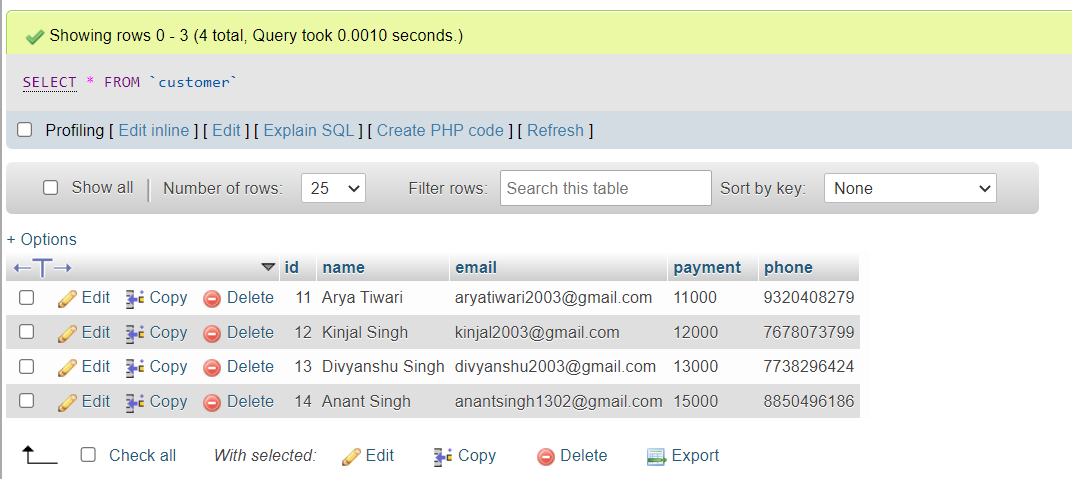 Showing rows 0 - 3 (4 total, Query took 0.0010 seconds.)
SELECT * FROM `customer`
Profiling [ Edit inline ] [ Edit ] [ Explain SQL ] [ Create PHP code ] [ Refresh ]
Show all Number of rows: 25 Filter rows: Search this table Sort by key: None
+ Options
←T→ id name email payment phone
Edit Copy Delete 11 Arya Tiwari aryatiwari2003@gmail.com 11000 9320408279
Edit Copy Delete 12 Kinjal Singh kinjal2003@gmail.com 12000 7678073799
Edit Copy Delete 13 Divyanshu Singh divyanshu2003@gmail.com 13000 7738296424
Edit Copy Delete 14 Anant Singh anantsingh1302@gmail.com 15000 8850496186
Check all With selected: Edit Copy Delete Export